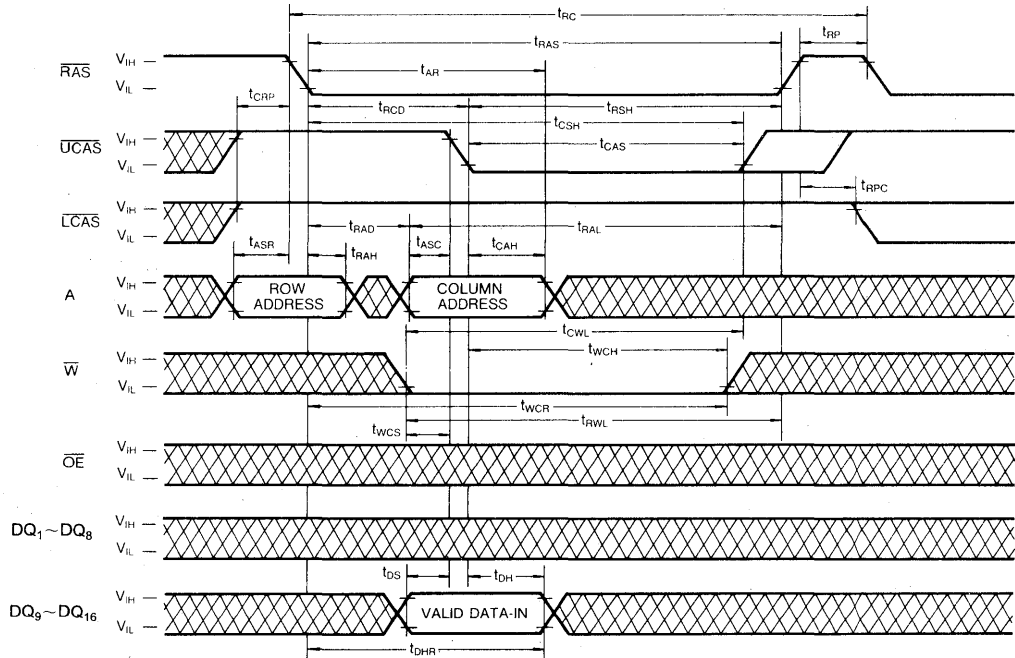 tRC
tRP
tRAS
RAS
VIH
VIL
tAR
tCRP
tRCD
tRSH
tCSH
UCAS
VIH
VIL
tCAS
tRPC
LCAS
VIH
VIL
tRAD
tRAL
tASR
tRAH
tASC
tCAH
A
VIH
VIL
ROW
ADDRESS
COLUMN
ADDRESS
tCWL
tWCH
W
VIH
VIL
tWCR
tRWL
tWCS
OE
VIH
VIL
DQ1~DQ8
VIH
VIL
tDS
tDH
DQ9~DQ16
VIH
VIL
VALID DATA-IN
tDHR